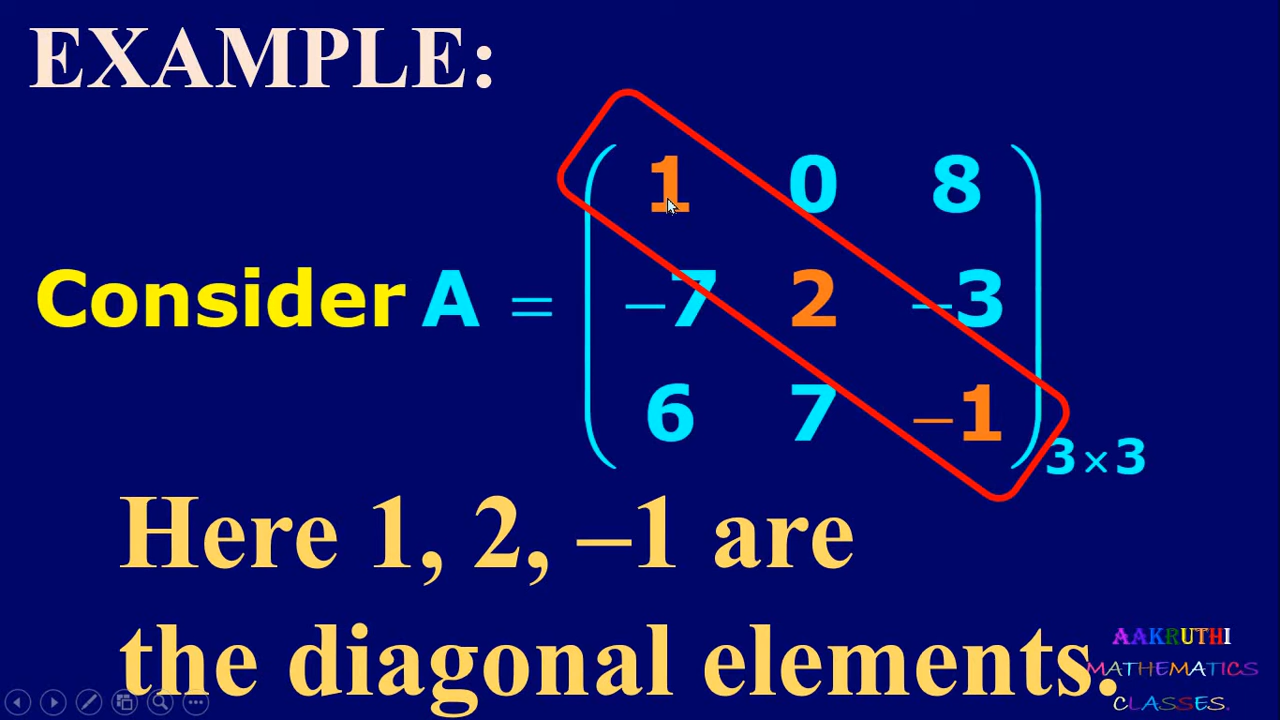 EXAMPLE:
1 0 8
Consider A = –7 2 –3
6 7 –1
3×3
Here 1, 2, –1 are
the diagonal elements.
AAKRUTHI
MATHEMATICS
CLASSES.